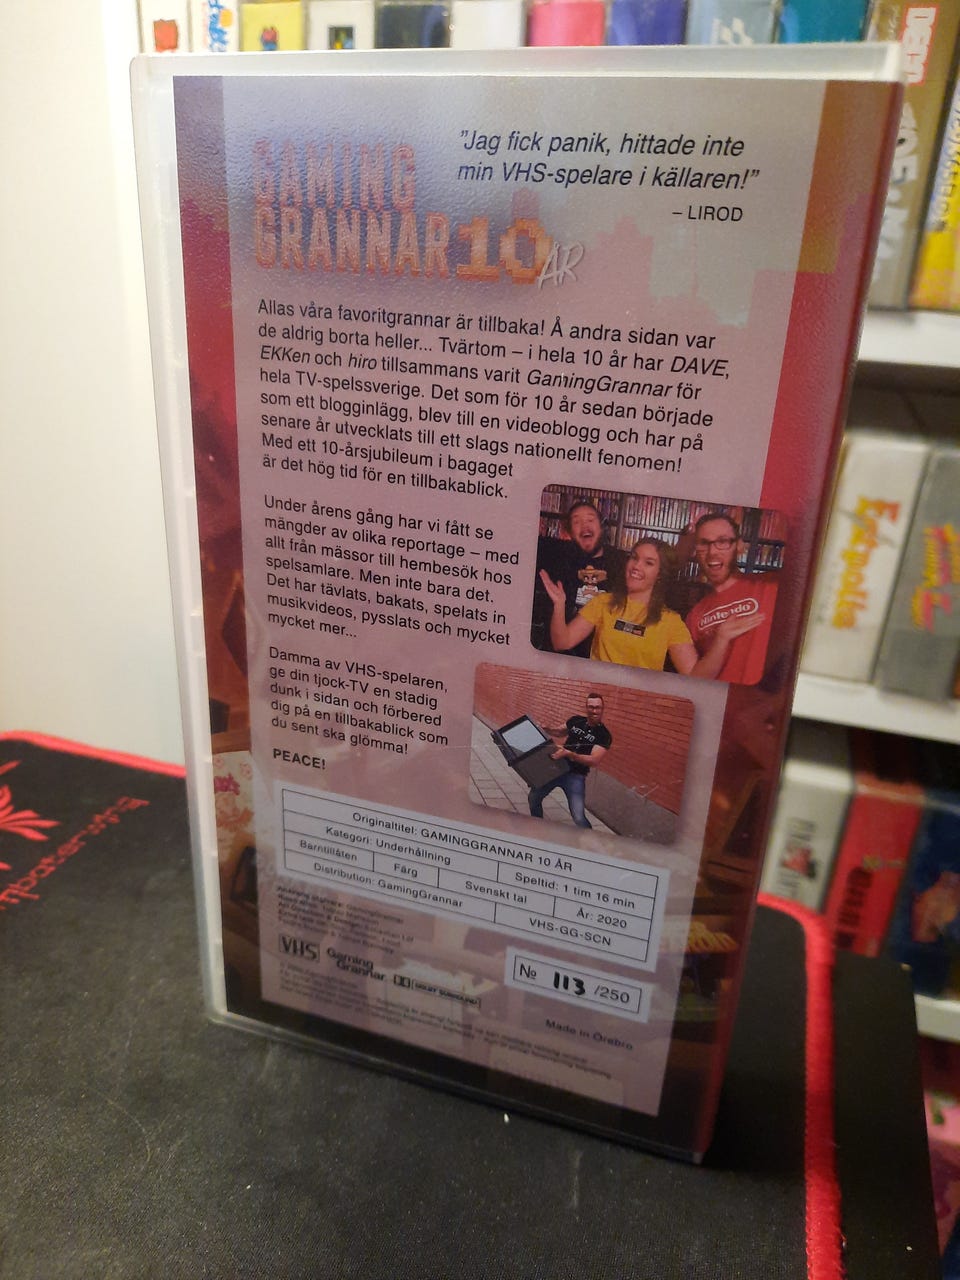 "Jag fick panik, hittade inte
min VHS-spelare i källaren!"
– LIROD
GAMING
GRANNAR 10
ÅR
Allas våra favoritgrannar är tillbaka! Å andra sidan var
de aldrig borta heller... Tvärtom – i hela 10 år har DAVE,
EKKen och hiro tillsammans varit GamingGrannar för
hela TV-spelssverige. Det som för 10 år sedan började
som ett blogginlägg, blev till en videoblogg och har på
senare år utvecklats till ett slags nationellt fenomen!
Med ett 10-årsjubileum i bagaget
är det hög tid för en tillbakablick.
Under årens gång har vi fått se
mängder av olika reportage – med
allt från mässor till hembesök hos
spelsamlare. Men inte bara det.
Det har tävlats, bakats, spelats in
musikvideos, pysslats och mycket
mycket mer...
Nintendo
Damma av VHS-spelaren,
ge din tjock-TV en stadig
dunk i sidan och förbered
dig på en tillbakablick som
du sent ska glömma!
PEACE!
Originaltitel: GAMINGGRANNAR 10 ÅR
Kategori: Underhållning
Speltid: 1 tim 16 min
Barntillåten
Färg
Svenskt tal
År: 2020
Distribution: GamingGrannar
VHS-GG-SCN
VHS
Gaming
Grannar
DOLBY SURROUND
№ 113 /250
Made in Örebro